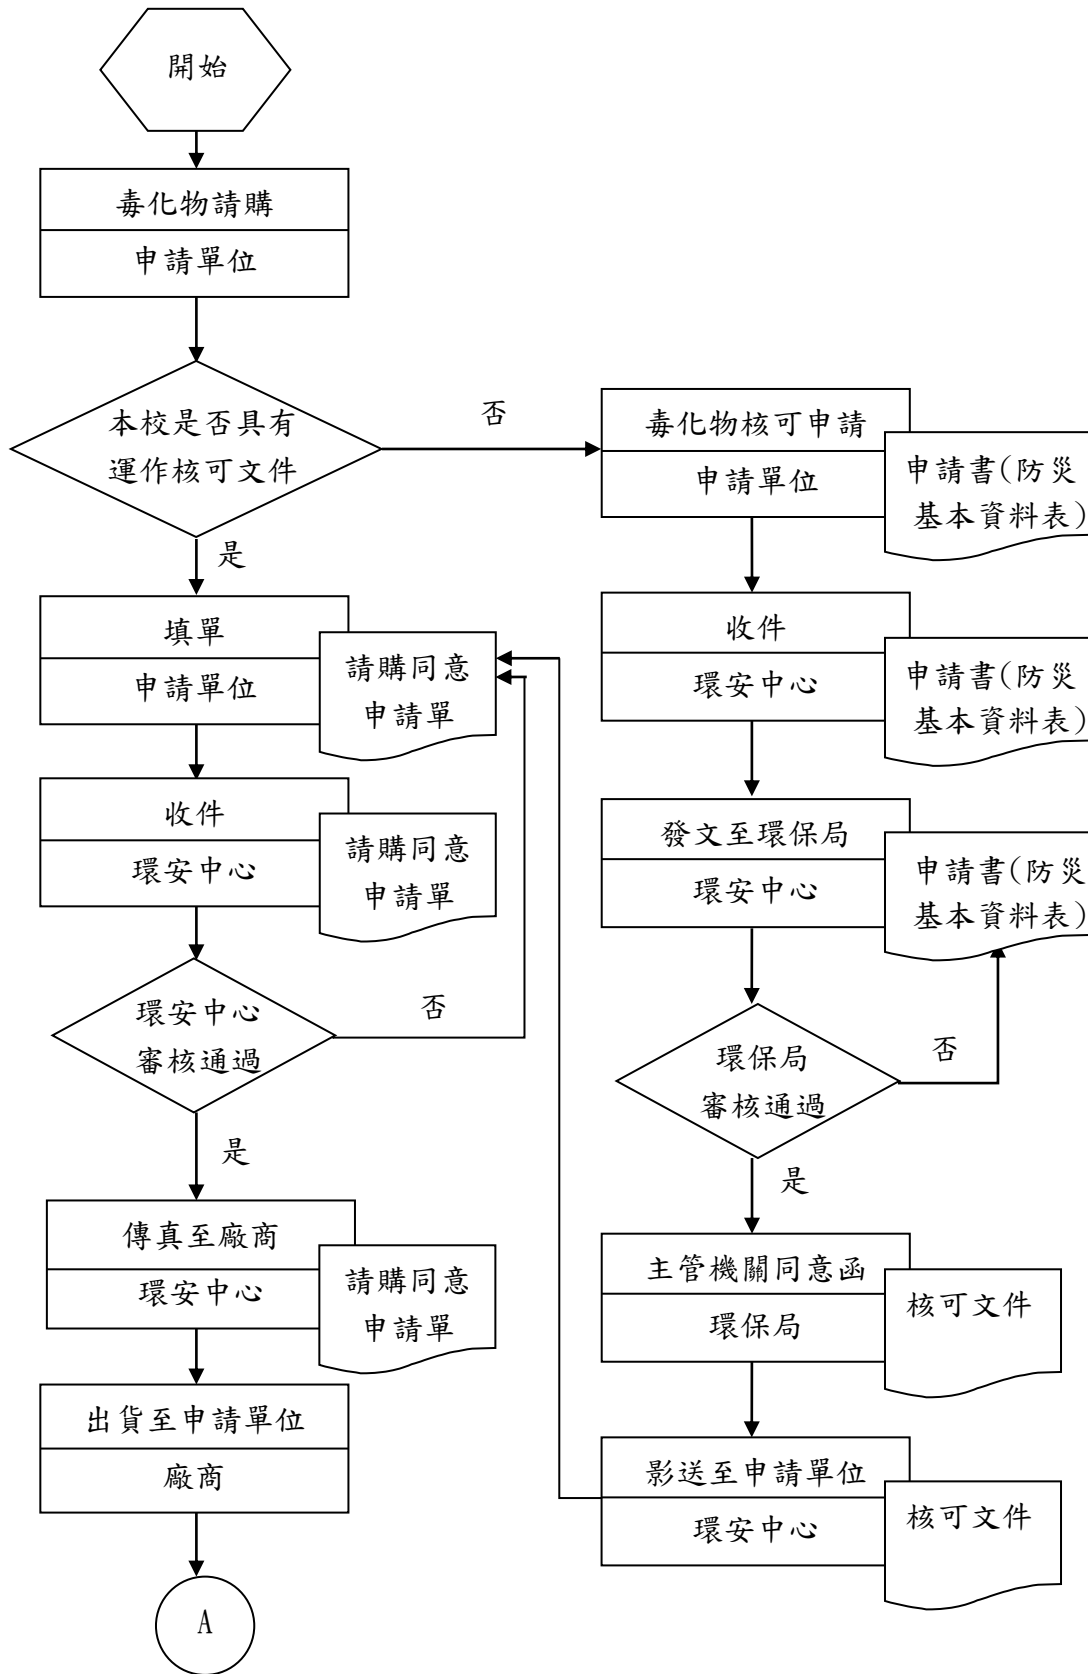 開始
毒化物請購
申請單位
本校是否具有
運作核可文件
否
是
填單
申請單位
請購同意
申請單
收件
環安中心
請購同意
申請單
環安中心
審核通過
否
是
傳真至廠商
環安中心
請購同意
申請單
出貨至申請單位
廠商
A
毒化物核可申請
申請單位
申請書(防災
基本資料表)
收件
環安中心
申請書(防災
基本資料表)
發文至環保局
環安中心
申請書(防災
基本資料表)
環保局
審核通過
否
是
主管機關同意函
環保局
核可文件
影送至申請單位
環安中心
核可文件